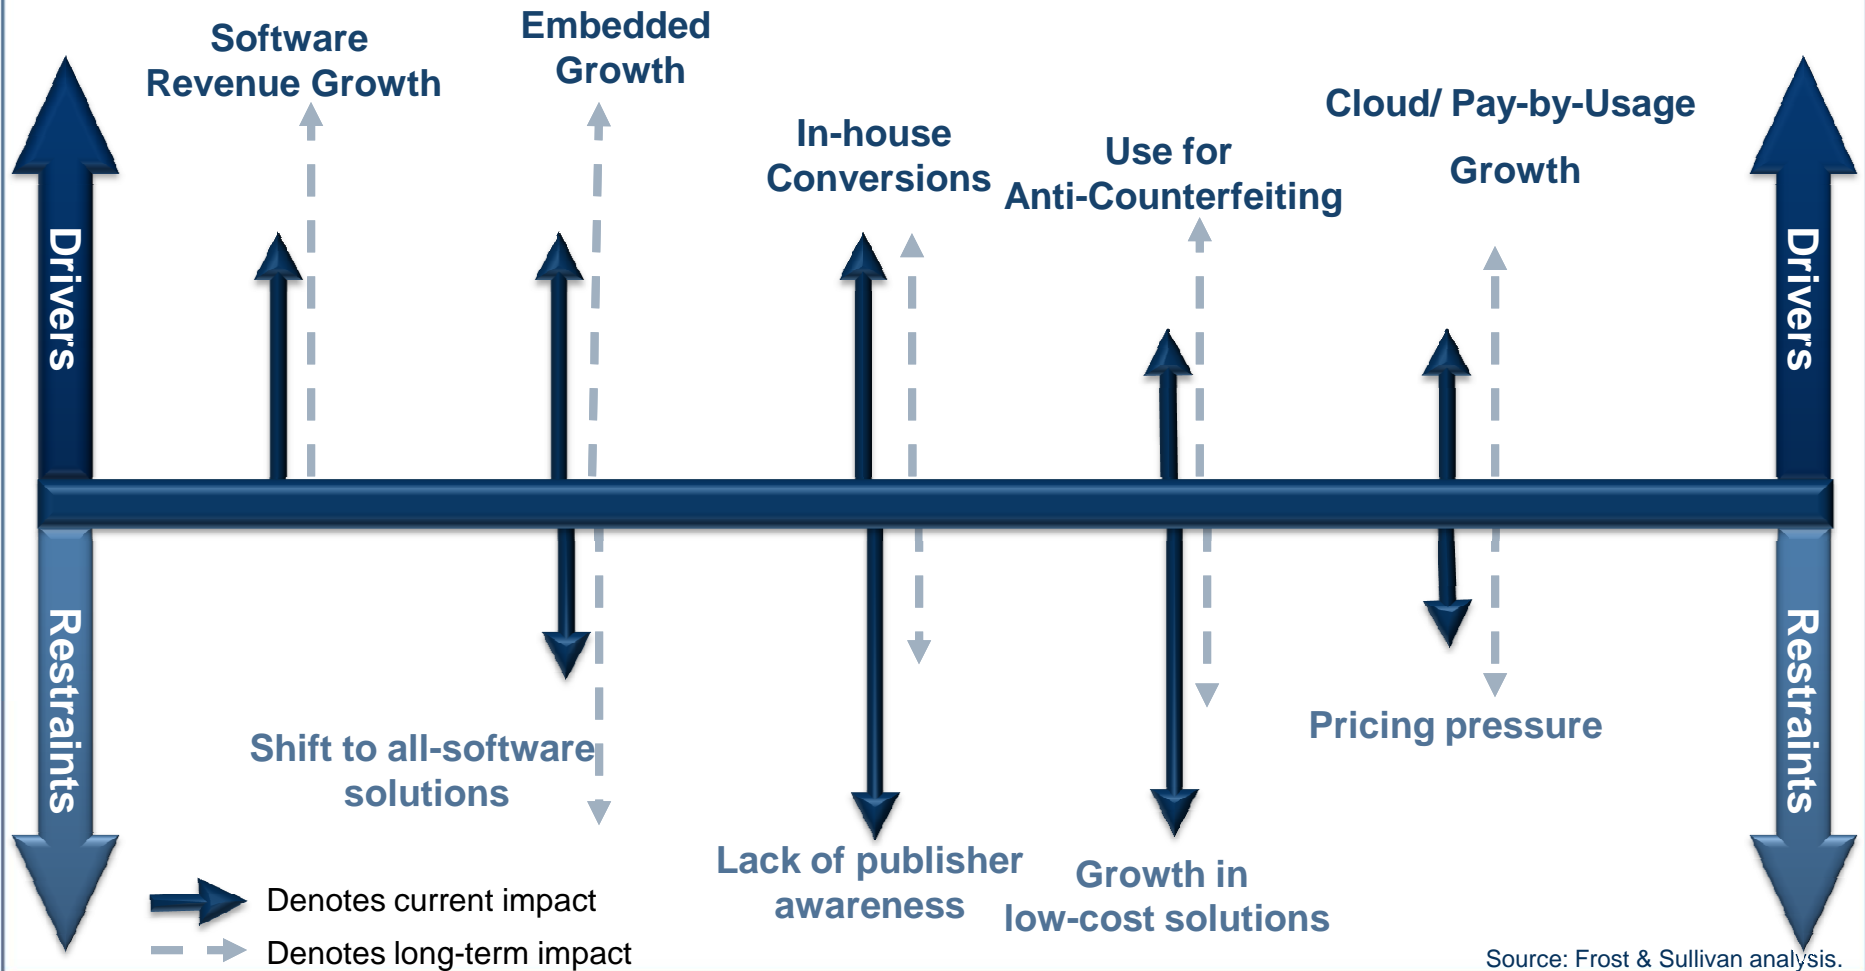 Software
Revenue Growth
Embedded
Growth
In-house
Conversions
Use for
Anti-Counterfeiting
Cloud/ Pay-by-Usage
Growth
Drivers
Drivers
Restraints
Restraints
Shift to all-software
solutions
Lack of publisher
awareness
Growth in
low-cost solutions
Pricing pressure
Denotes current impact
Denotes long-term impact
Source: Frost & Sullivan analysis.